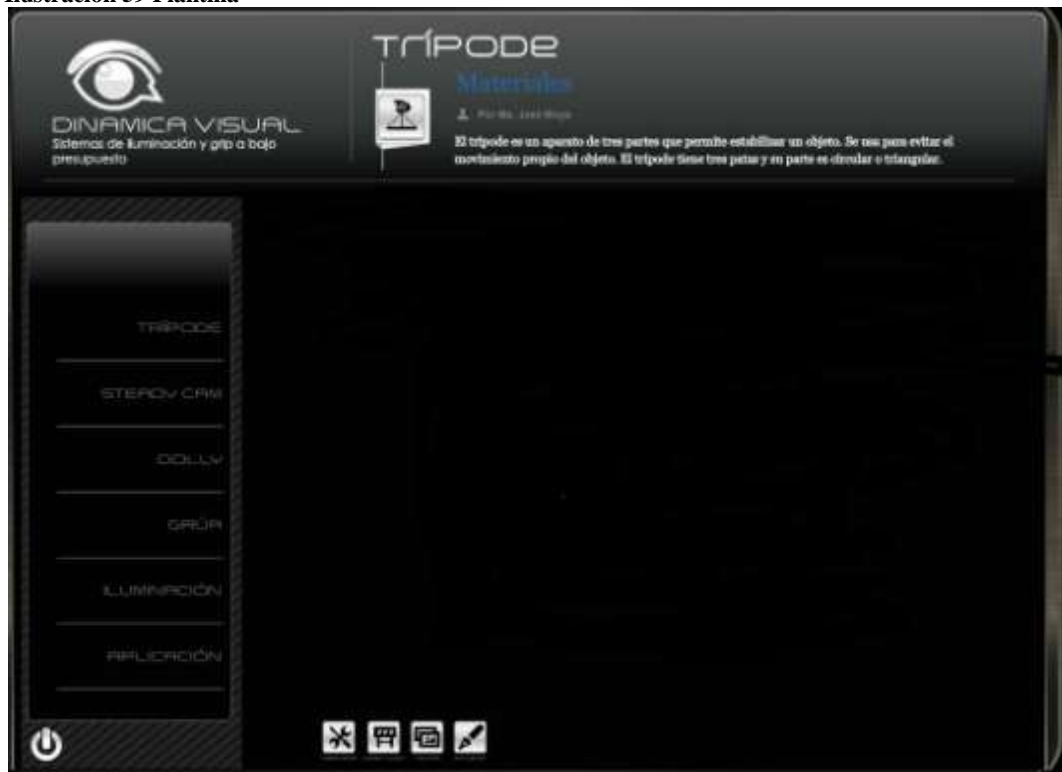 Ilustración 39 Plantilla
TRÍPODE
Materiales
DINAMICA VISUAL
Sistemas de iluminación y grip a bajo
presupuesto
El trípode es un aparato de tres partes que permite estabilizar un objeto. Se usa para evitar el
movimiento propio del objeto. El trípode tiene tres patas y su parte es circular o triangular.
TRÍPODE
STEADY CAM
DOLLY
GRÚA
ILUMINACIÓN
APLICACIÓN